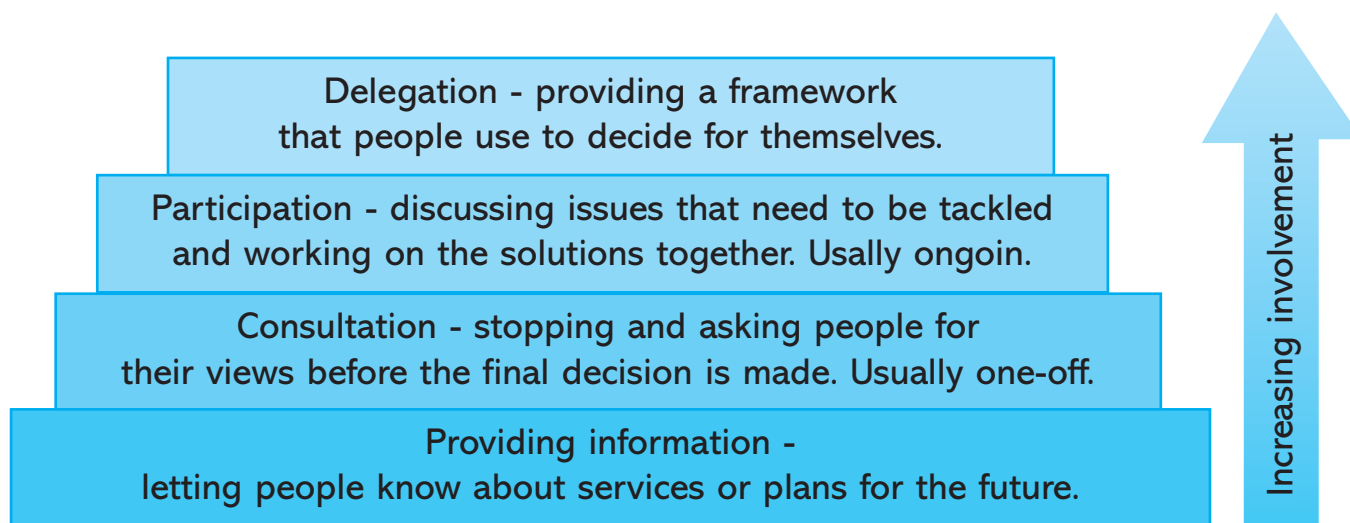 Delegation - providing a framework
that people use to decide for themselves.
Participation - discussing issues that need to be tackled
and working on the solutions together. Usally ongoin.
Consultation - stopping and asking people for
their views before the final decision is made. Usually one-off.
Providing information -
letting people know about services or plans for the future.
Increasing involvement